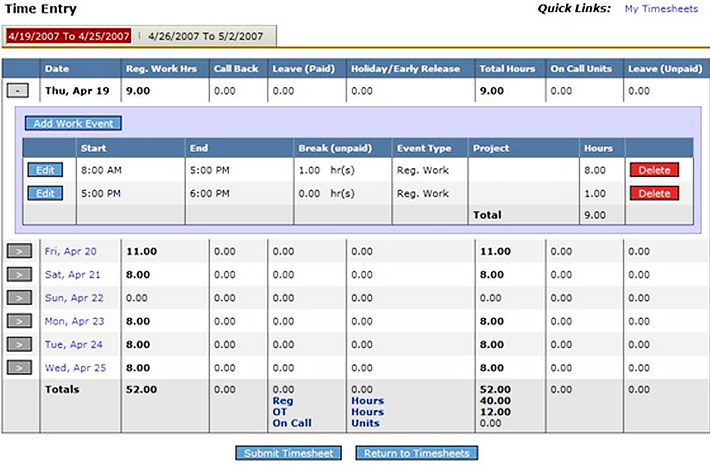 Time Entry Quick Links: My Timesheets
4/19/2007 To 4/25/2007 4/26/2007 To 5/2/2007
Date Reg. Work Hrs Call Back Leave (Paid) Holiday/Early Release Total Hours On Call Units Leave (Unpaid)
- Thu, Apr 19 9.00 0.00 0.00 0.00 9.00 0.00 0.00
Add Work Event
Start End Break (unpaid) Event Type Project Hours
Edit 8:00 AM 5:00 PM 1.00 hr(s) Reg. Work 8.00 Delete
Edit 5:00 PM 6:00 PM 0.00 hr(s) Reg. Work 1.00 Delete
Total 9.00
> Fri, Apr 20 11.00 0.00 0.00 0.00 11.00 0.00 0.00
> Sat, Apr 21 8.00 0.00 0.00 0.00 8.00 0.00 0.00
> Sun, Apr 22 0.00 0.00 0.00 0.00 0.00 0.00 0.00
> Mon, Apr 23 8.00 0.00 0.00 0.00 8.00 0.00 0.00
> Tue, Apr 24 8.00 0.00 0.00 0.00 8.00 0.00 0.00
> Wed, Apr 25 8.00 0.00 0.00 0.00 8.00 0.00 0.00
Totals 52.00 0.00 0.00 0.00 52.00 0.00 0.00
Reg Hours 40.00
OT Hours 12.00
On Call Units 0.00
Submit Timesheet Return to Timesheets